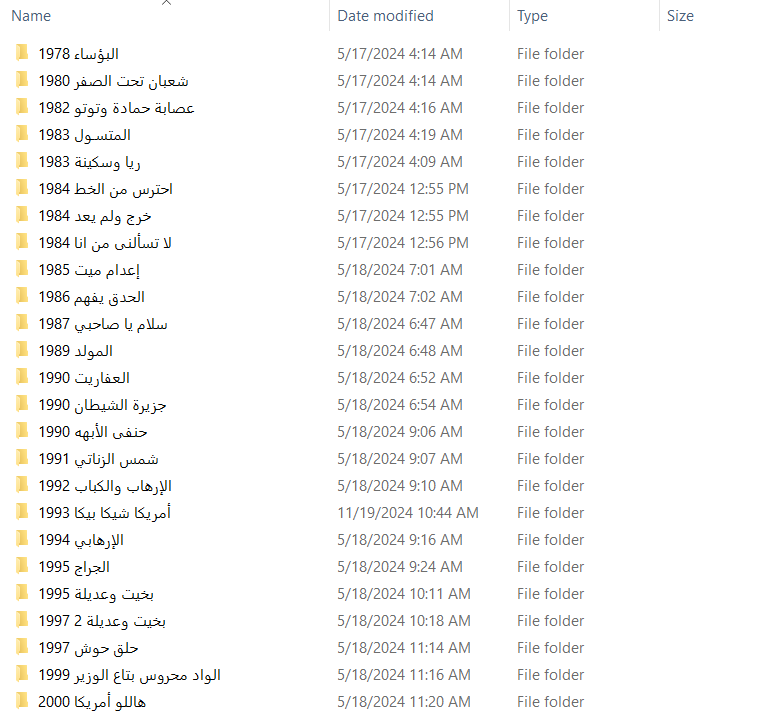 Name Date modified Type Size
1978 البؤساء 5/17/2024 4:14 AM File folder
1980 شعبان تحت الصفر 5/17/2024 4:14 AM File folder
1982 عصابة حمادة وتوتو 5/17/2024 4:16 AM File folder
1983 المتسول 5/17/2024 4:19 AM File folder
1983 ريا وسكينة 5/17/2024 4:09 AM File folder
1984 احترس من الخط 5/17/2024 12:55 PM File folder
1984 خرج ولم يعد 5/17/2024 12:55 PM File folder
1984 لا تسألنى من انا 5/17/2024 12:56 PM File folder
1985 إعدام ميت 5/18/2024 7:01 AM File folder
1986 الحدق يفهم 5/18/2024 7:02 AM File folder
1987 سلام يا صاحبي 5/18/2024 6:47 AM File folder
1989 المولد 5/18/2024 6:48 AM File folder
1990 العفاريت 5/18/2024 6:52 AM File folder
1990 جزيرة الشيطان 5/18/2024 6:54 AM File folder
1990 حنفى الأبهه 5/18/2024 9:06 AM File folder
1991 شمس الزناتي 5/18/2024 9:07 AM File folder
1992 الإرهاب والكباب 5/18/2024 9:10 AM File folder
1993 أمريكا شيكا بيكا 11/19/2024 10:44 AM File folder
1994 الإرهابي 5/18/2024 9:16 AM File folder
1995 الجراج 5/18/2024 9:24 AM File folder
1995 بخيت وعديلة 5/18/2024 10:11 AM File folder
1997 بخيت وعديلة 2 5/18/2024 10:18 AM File folder
1997 حلق حوش 5/18/2024 11:14 AM File folder
1999 الواد محروس بتاع الوزير 5/18/2024 11:16 AM File folder
2000 هاللو أمريكا 5/18/2024 11:20 AM File folder